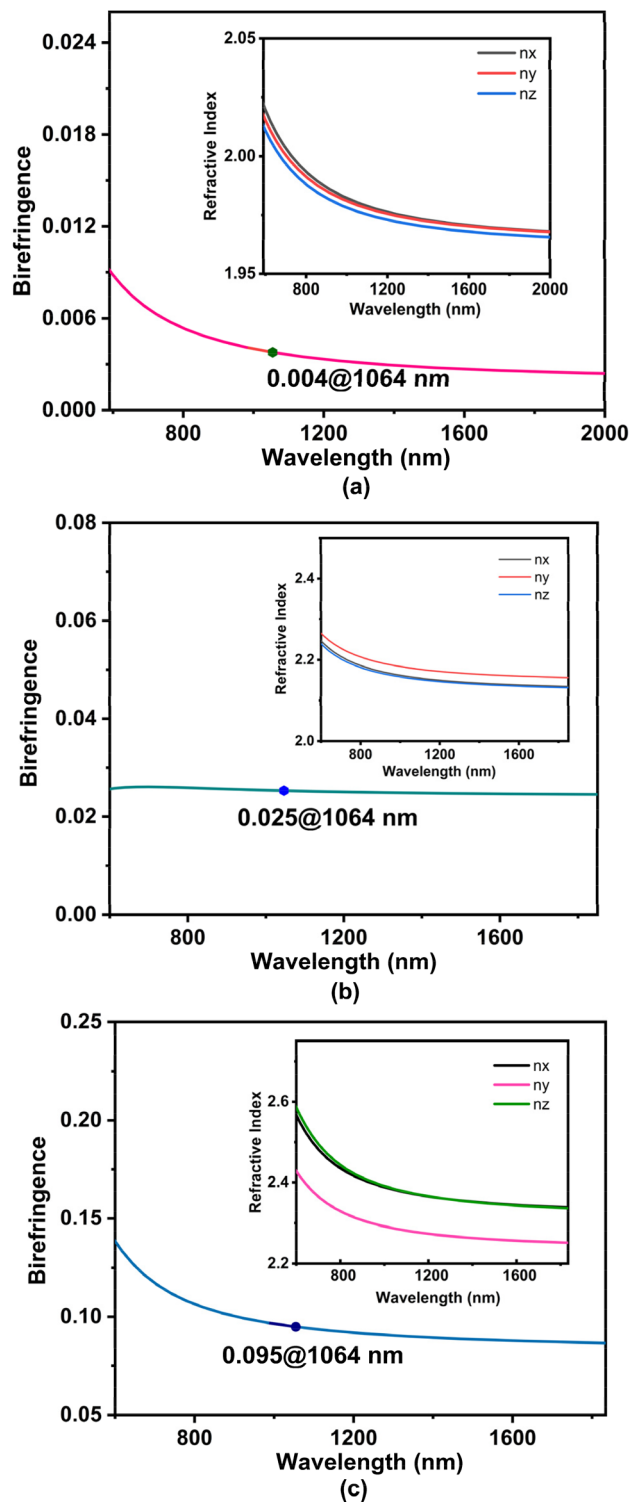 0.024
0.018
0.012
0.006
0.000
Birefringence
800
1200
1600
2000
Wavelength (nm)
0.004@1064 nm
2.05
2.00
1.95
Refractive Index
800
1200
1600
2000
Wavelength (nm)
nx
ny
nz
(a)
0.08
0.06
0.04
0.02
0.00
Birefringence
800
1200
1600
Wavelength (nm)
0.025@1064 nm
2.4
2.2
2.0
Refractive Index
800
1200
1600
Wavelength (nm)
nx
ny
nz
(b)
0.25
0.20
0.15
0.10
0.05
Birefringence
800
1200
1600
Wavelength (nm)
0.095@1064 nm
2.6
2.4
2.2
Refractive Index
800
1200
1600
Wavelength (nm)
nx
ny
nz
(c)